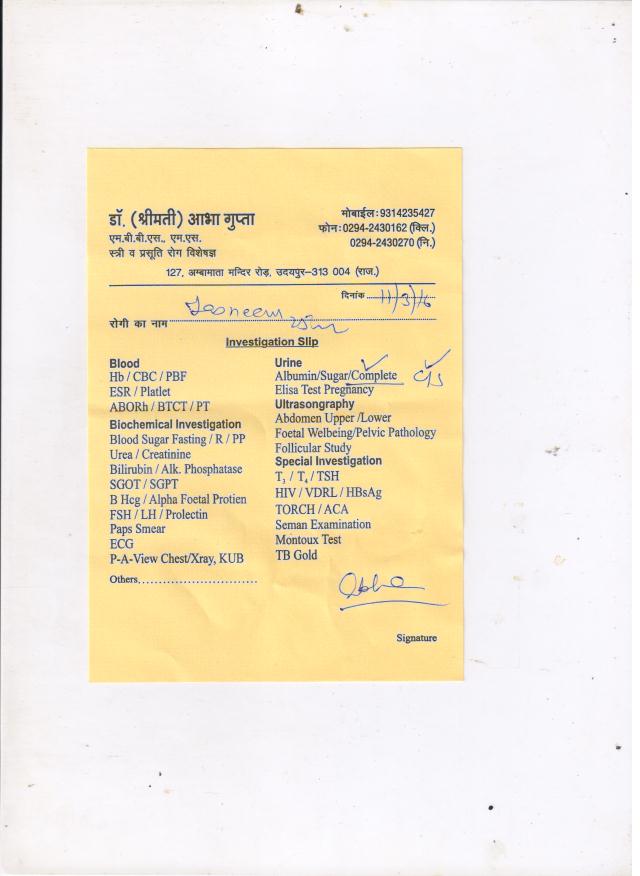 डॉ. (श्रीमती) आभा गुप्ता
एम.बी.बी.एस., एम.एस.
स्त्री व प्रसूति रोग विशेषज्ञ
मोबाईल:9314235427
फोन:0294-2430162 (क्लि.)
0294-2430270 (नि.)
127, अम्बामाता मन्दिर रोड़, उदयपुर-313 004 (राज.)
दिनांक 11/3/16
रोगी का नाम Tasneem
Investigation Slip
Blood
Hb / CBC / PBF
ESR / Platlet
ABORh / BTCT / PT
Biochemical Investigation
Blood Sugar Fasting / R / PP
Urea / Creatinine
Bilirubin / Alk. Phosphatase
SGOT / SGPT
B Hcg / Alpha Foetal Protien
FSH / LH / Prolectin
Paps Smear
ECG
P-A-View Chest/Xray, KUB
Others............................
Urine
Albumin/Sugar/Complete ✓ C/S ✓
Elisa Test Pregnancy
Ultrasongraphy
Abdomen Upper /Lower
Foetal Welbeing/Pelvic Pathology
Follicular Study
Special Investigation
T3 / T4 / TSH
HIV / VDRL / HBsAg
TORCH / ACA
Seman Examination
Montoux Test
TB Gold
Abha
Signature